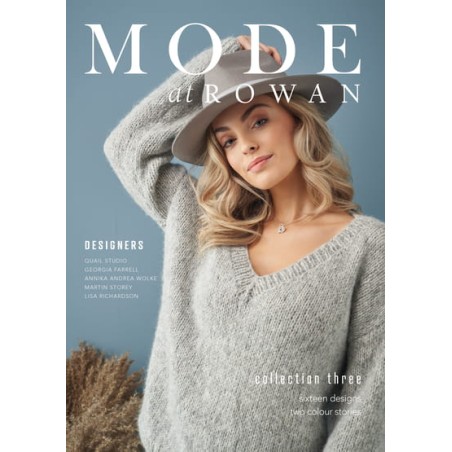 MODE
at ROWAN
DESIGNERS
QUAIL STUDIO
GEORGIA FARRELL
ANNIKA ANDREA WOLKE
MARTIN STOREY
LISA RICHARDSON
collection three
sixteen designs
two colour stories